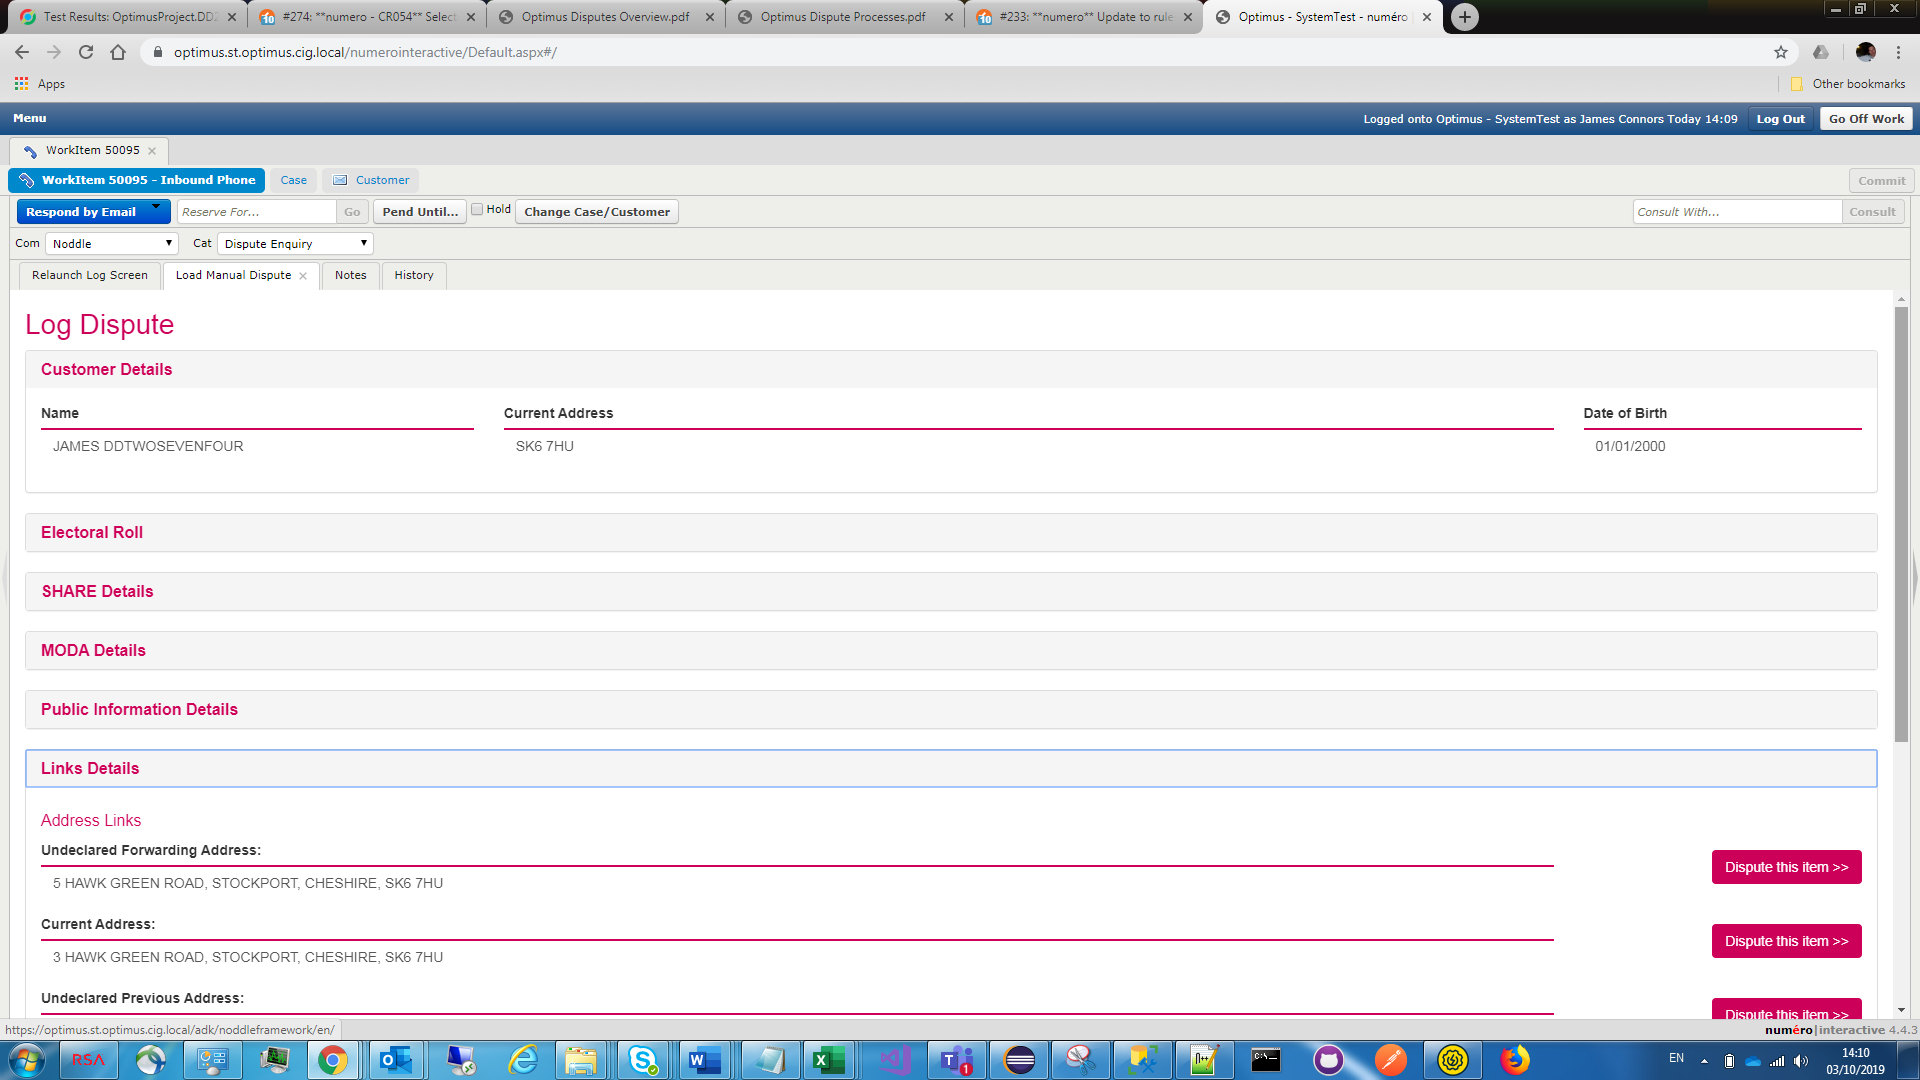 Test Results: OptimusProject.DD2
#274: **numero - CR054** Select
Optimus Disputes Overview.pdf
Optimus Dispute Processes.pdf
#233: **numero** Update to rule
Optimus - SystemTest - numéro
optimus.st.optimus.cig.local/numerointeractive/Default.aspx#/
Apps
Other bookmarks
Menu
Logged onto Optimus - SystemTest as James Connors Today 14:09
Log Out
Go Off Work
WorkItem 50095
WorkItem 50095 - Inbound Phone
Case
Customer
Commit
Respond by Email
Reserve For...
Go
Pend Until...
Hold
Change Case/Customer
Consult With...
Consult
Com
Noddle
Cat
Dispute Enquiry
Relaunch Log Screen
Load Manual Dispute
Notes
History
Log Dispute
Customer Details
Name
Current Address
Date of Birth
JAMES DDTWOSEVENFOUR
SK6 7HU
01/01/2000
Electoral Roll
SHARE Details
MODA Details
Public Information Details
Links Details
Address Links
Undeclared Forwarding Address:
Dispute this item >>
5 HAWK GREEN ROAD, STOCKPORT, CHESHIRE, SK6 7HU
Current Address:
Dispute this item >>
3 HAWK GREEN ROAD, STOCKPORT, CHESHIRE, SK6 7HU
Undeclared Previous Address:
Dispute this item >>
https://optimus.st.optimus.cig.local/adk/noddleframework/en/
numéro|interactive 4.4.3
RSA
EN
14:10
03/10/2019